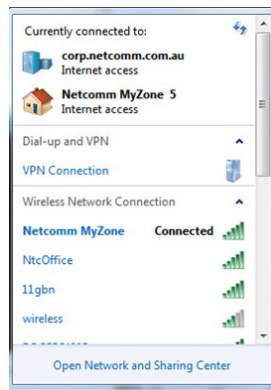 Currently connected to:
corp.netcomm.com.au
Internet access
Netcomm MyZone 5
Internet access
Dial-up and VPN
VPN Connection
Wireless Network Connection
Netcomm MyZone Connected
NtcOffice
11gbn
wireless
Open Network and Sharing Center